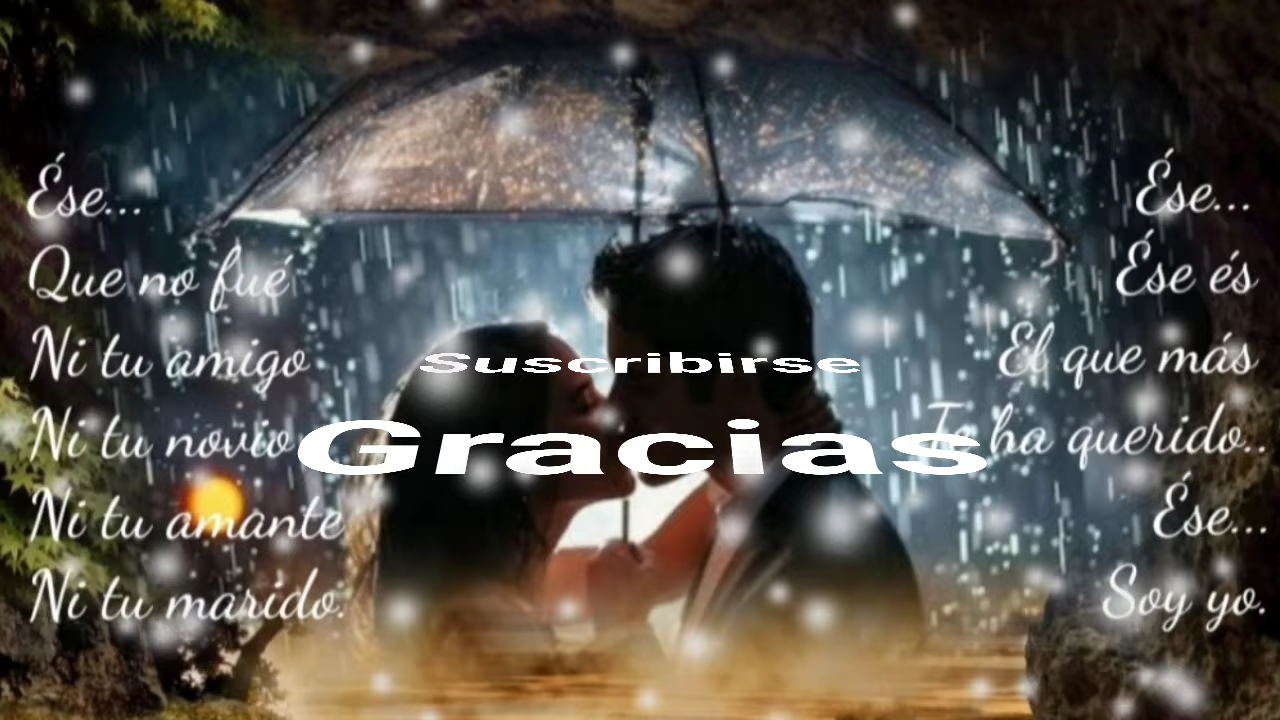 Ése...
Que no fué
Ni tu amigo
Ni tu novio
Ni tu amante
Ni tu marido.
Suscribirse
Gracias
Ése...
Ése és
El que más
Te ha querido..
Ése...
Soy yo.